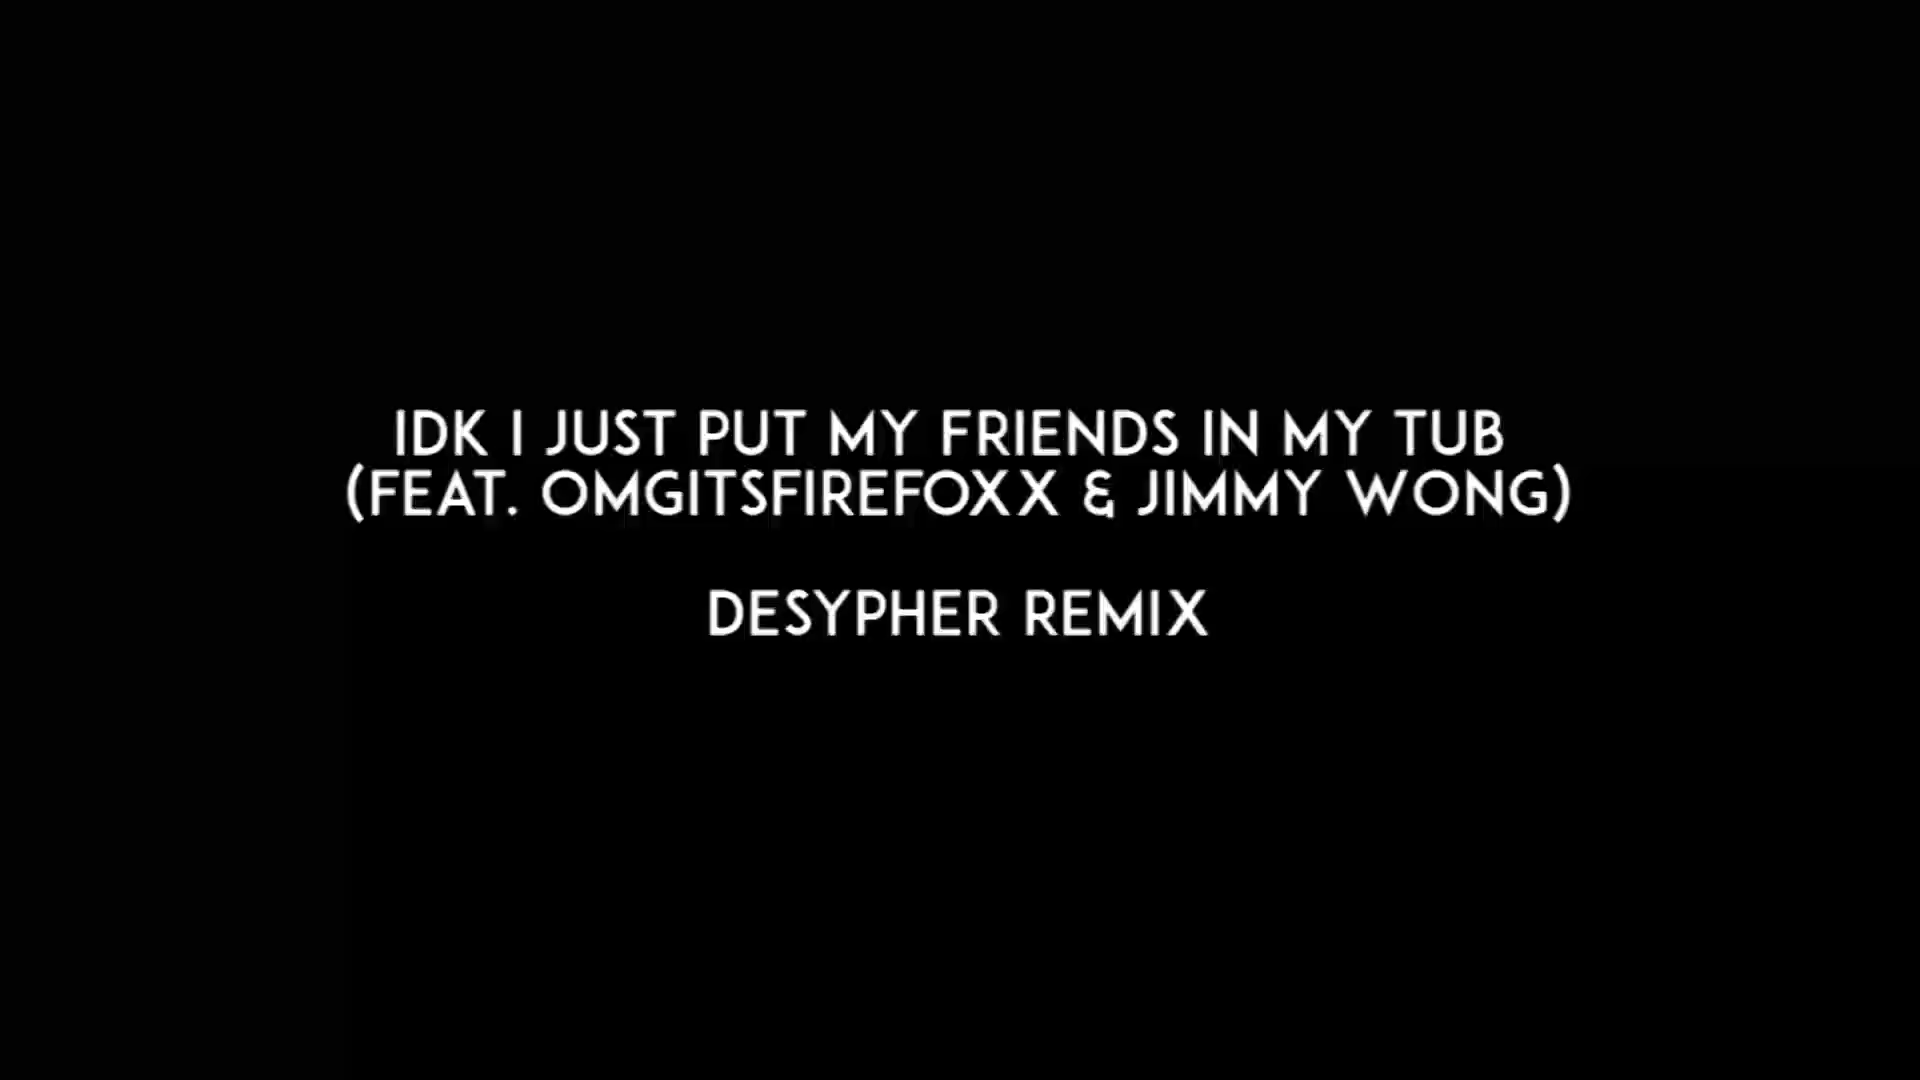 IDK I JUST PUT MY FRIENDS IN MY TUB
(FEAT. OMGITSFIREFOXX & JIMMY WONG)
DESYPHER REMIX